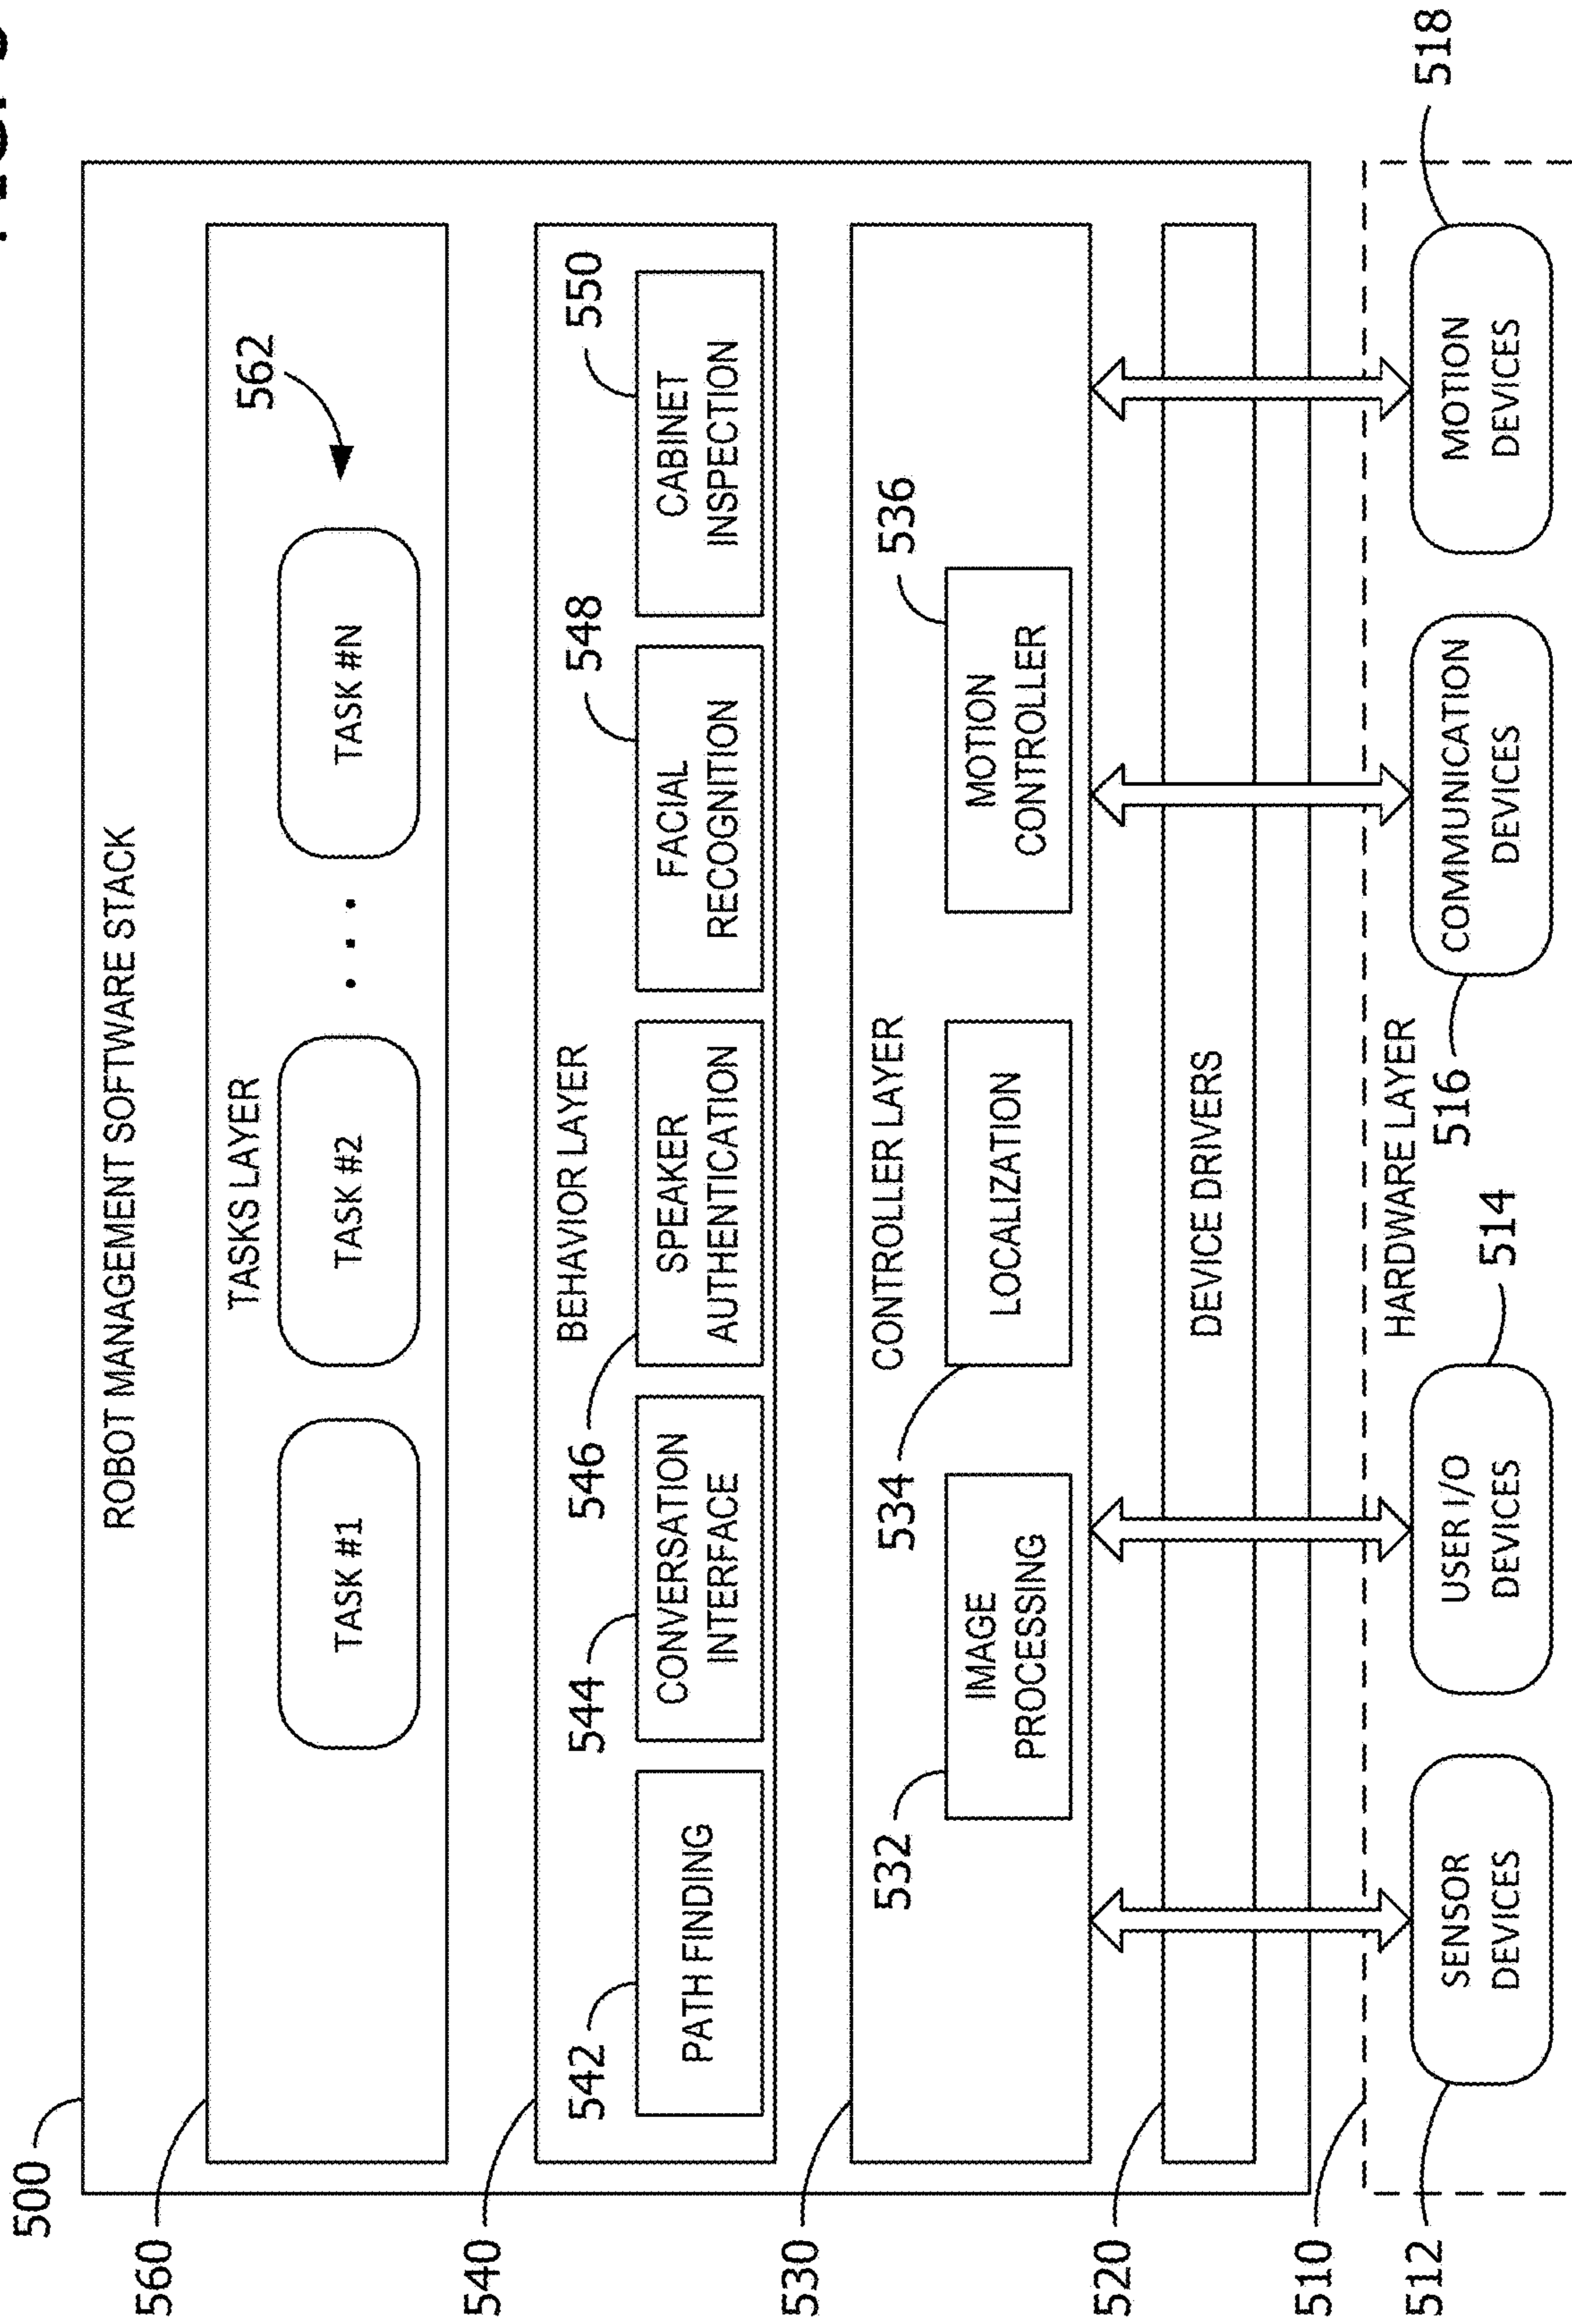 500
ROBOT MANAGEMENT SOFTWARE STACK
560
TASKS LAYER
562
TASK #1
TASK #2
. . .
TASK #N
540
BEHAVIOR LAYER
542
544
546
548
550
PATH FINDING
CONVERSATION
INTERFACE
SPEAKER
AUTHENTICATION
FACIAL
RECOGNITION
CABINET
INSPECTION
530
CONTROLLER LAYER
532
534
536
IMAGE
PROCESSING
LOCALIZATION
MOTION
CONTROLLER
520
DEVICE DRIVERS
510
HARDWARE LAYER
512
514
516
518
SENSOR
DEVICES
USER I/O
DEVICES
COMMUNICATION
DEVICES
MOTION
DEVICES